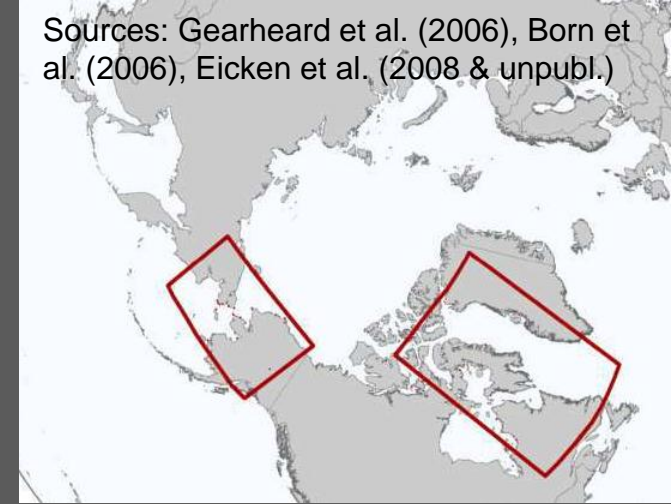 Sources: Gearheard et al. (2006), Born et
al. (2006), Eicken et al. (2008 & unpubl.)